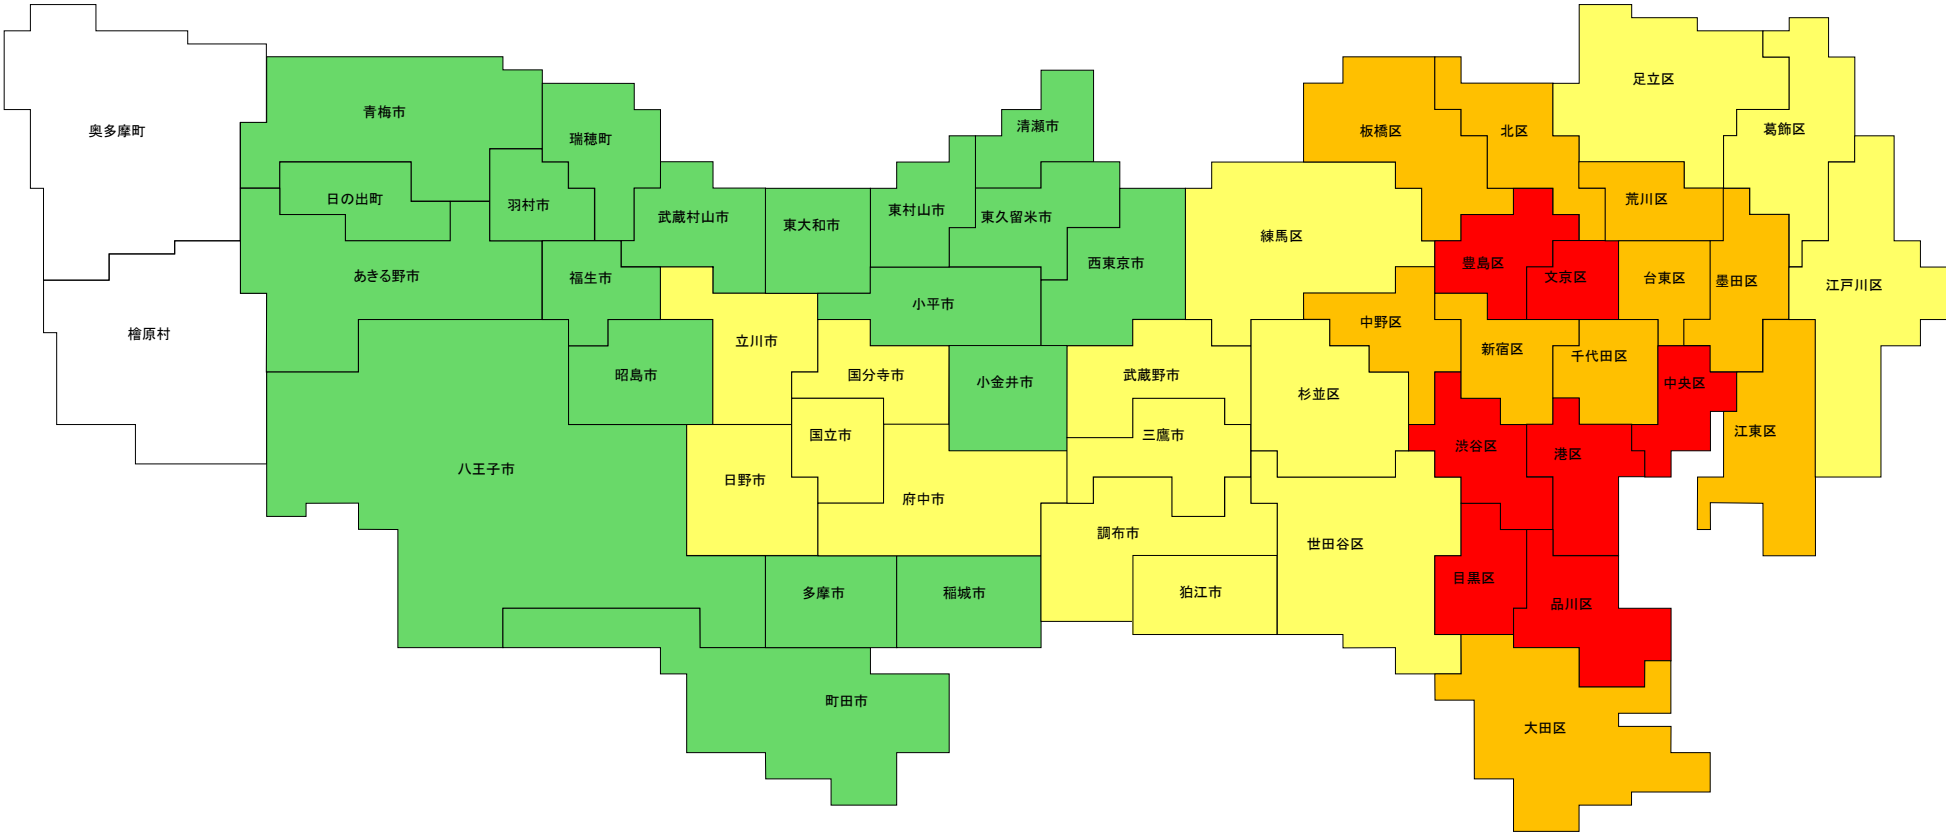 足立区
葛飾区
奥多摩町
青梅市
瑞穂町
清瀬市
板橋区
北区
日の出町
羽村市
武蔵村山市
東大和市
東村山市
東久留米市
荒川区
練馬区
西東京市
豊島区
文京区
台東区
墨田区
江戸川区
あきる野市
福生市
小平市
檜原村
立川市
中野区
新宿区
千代田区
昭島市
国分寺市
小金井市
武蔵野市
杉並区
中央区
国立市
三鷹市
渋谷区
港区
江東区
八王子市
日野市
府中市
調布市
世田谷区
目黒区
多摩市
稲城市
狛江市
品川区
町田市
大田区